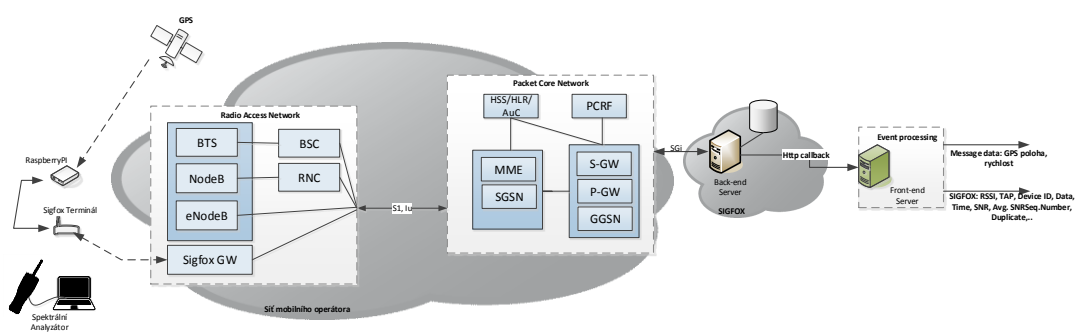 GPS
RaspberryPI
Sigfox Terminál
Spektrální
Analyzátor
Radio Access Network
BTS
BSC
NodeB
RNC
eNodeB
Sigfox GW
Síť mobilního operátora
S1, Iu
Packet Core Network
HSS/HLR/
AuC
PCRF
MME
SGSN
S-GW
P-GW
GGSN
SGi
Back-end
Server
SIGFOX
Http callback
Event processing
Front-end
Server
Message data: GPS poloha,
rychlost
SIGFOX: RSSI, TAP, Device ID, Data,
Time, SNR, Avg. SNRSeq.Number,
Duplicate,..